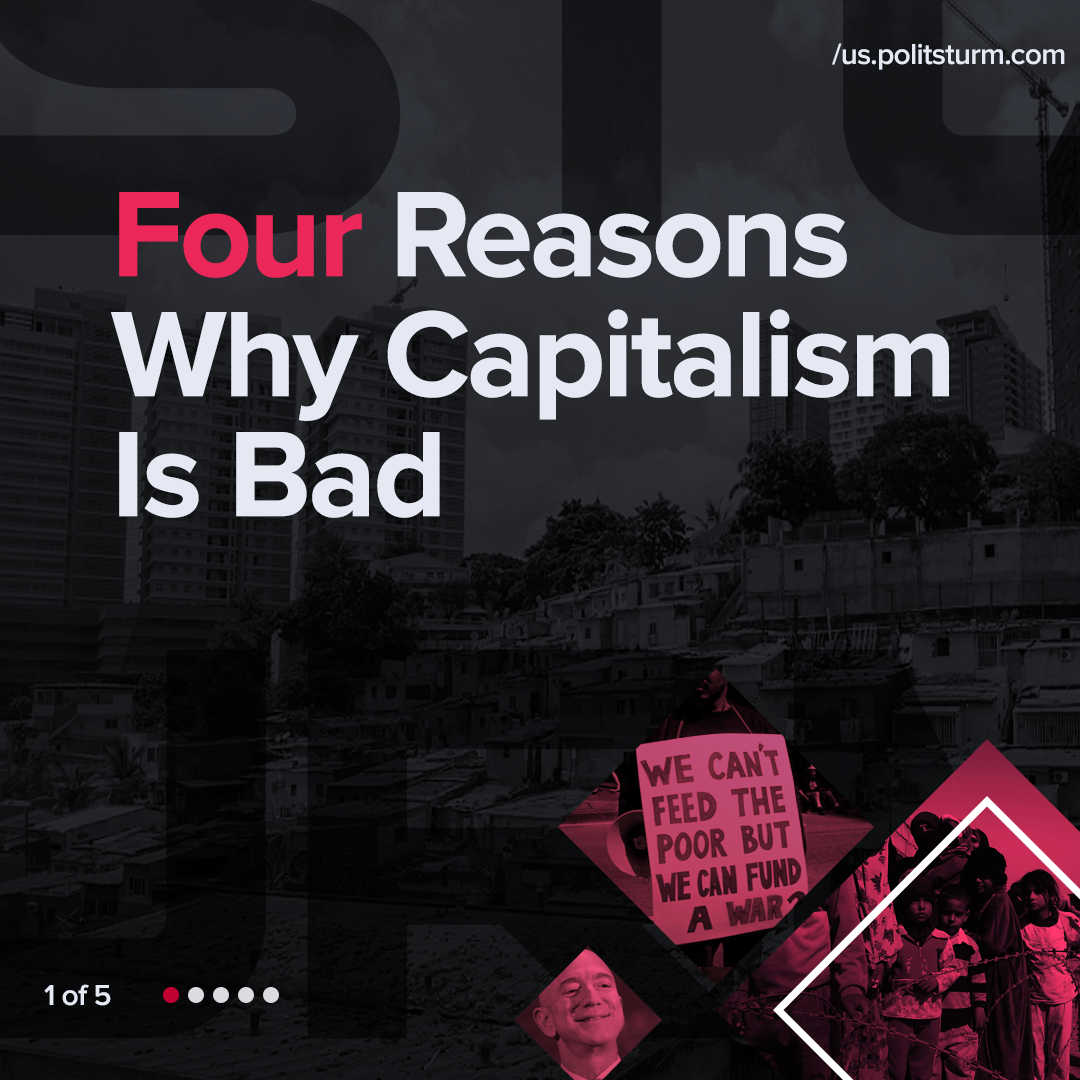 /us.politsturm.com
Four Reasons
Why Capitalism
Is Bad
WE CAN'T
FEED THE
POOR BUT
WE CAN FUND
A WAR?
1 of 5